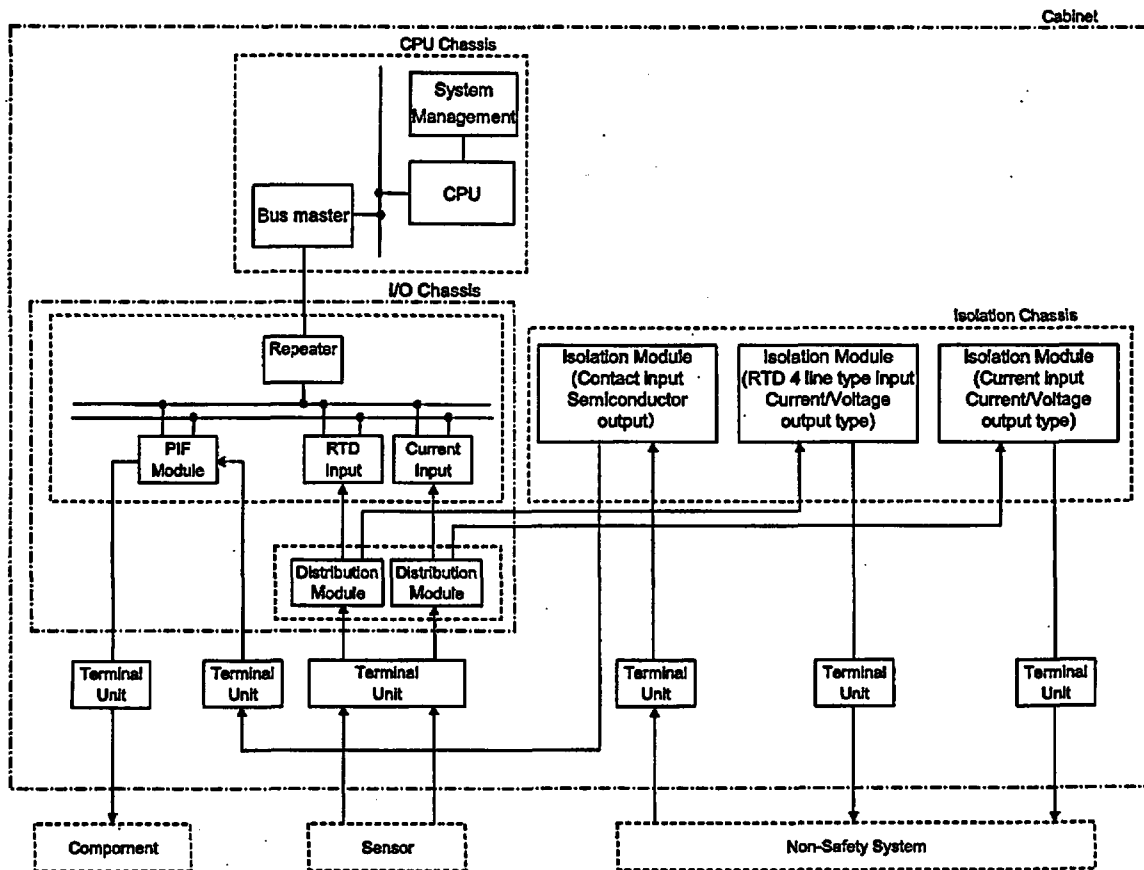 Cabinet
CPU Chassis
System
Management
CPU
Bus master
I/O Chassis
Repeater
PIF
Module
RTD
Input
Current
Input
Distribution
Module
Distribution
Module
Isolation Chassis
Isolation Module
(Contact input
Semiconductor
output)
Isolation Module
(RTD 4 line type input
Current/Voltage
output type)
Isolation Module
(Current input
Current/Voltage
output type)
Terminal
Unit
Terminal
Unit
Terminal
Unit
Terminal
Unit
Terminal
Unit
Terminal
Unit
Compornent
Sensor
Non-Safety System